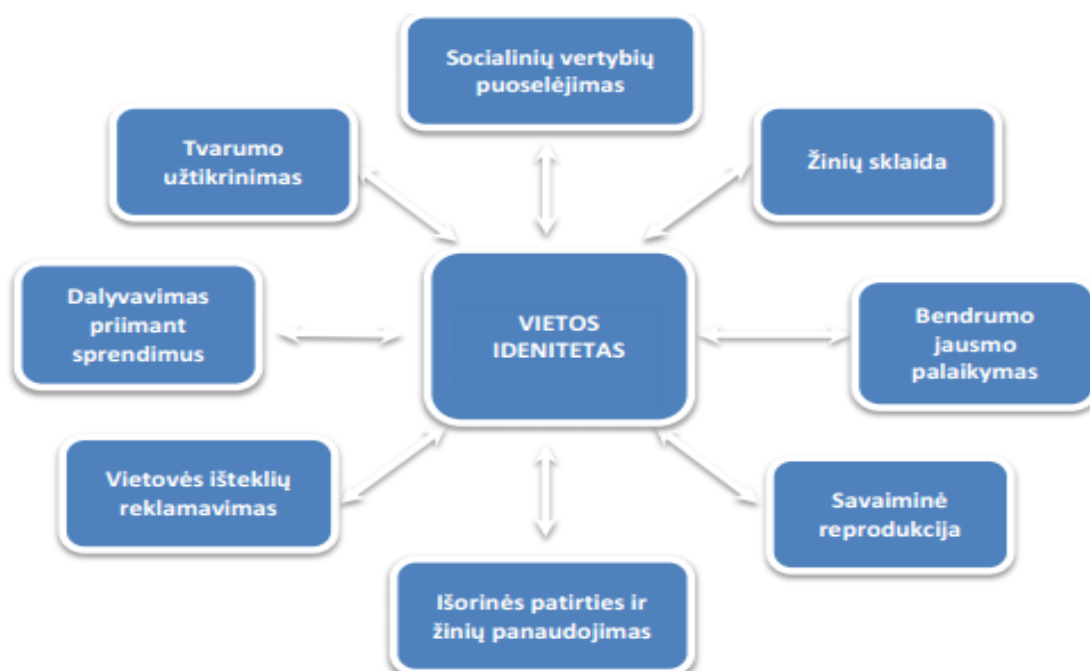 Socialinių vertybių
puoselėjimas
Tvarumo
užtikrinimas
Žinių sklaida
Dalyvavimas
priimant
sprendimus
VIETOS
IDENITETAS
Bendrumo
jausmo
palaikymas
Vietovės išteklių
reklamavimas
Savaiminė
reprodukcija
Išorinės patirties ir
žinių panaudojimas